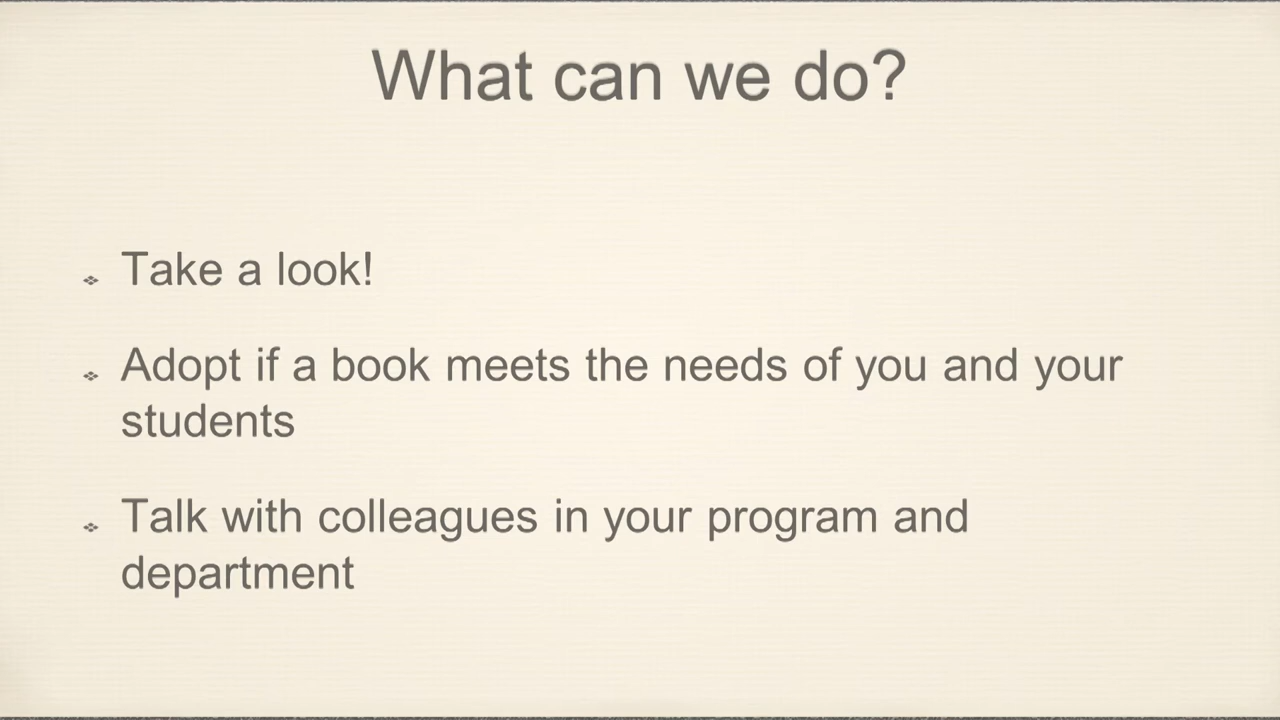 What can we do?
Take a look!
Adopt if a book meets the needs of you and your
students
Talk with colleagues in your program and
department